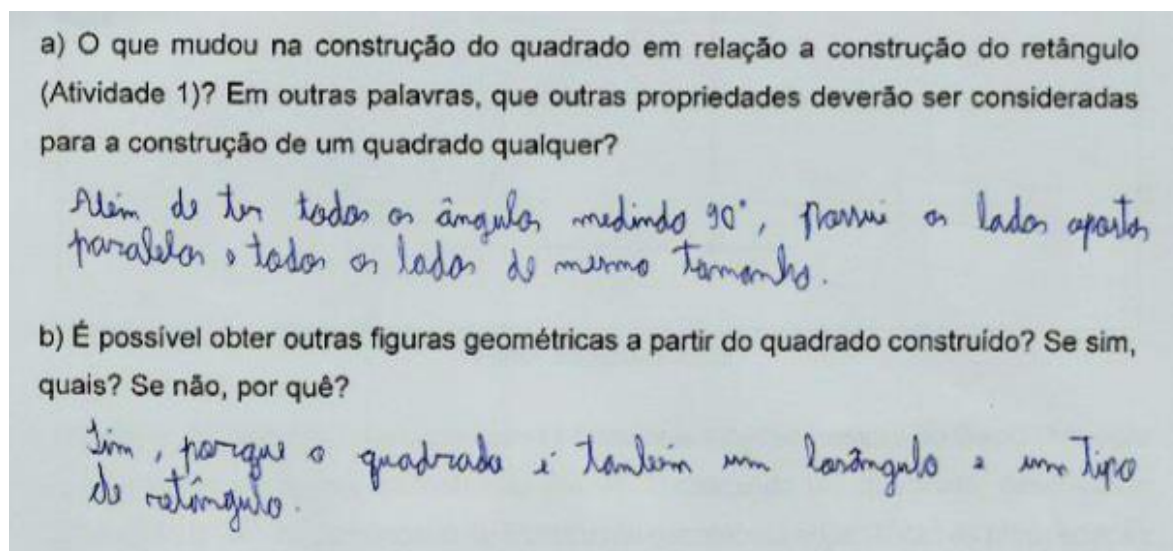 a) O que mudou na construção do quadrado em relação a construção do retângulo
(Atividade 1)? Em outras palavras, que outras propriedades deverão ser consideradas
para a construção de um quadrado qualquer?
Além de ter todos os ângulos medindo 90°, possui os lados opostos
paralelos e todos os lados de mesmo tamanho.
b) É possível obter outras figuras geométricas a partir do quadrado construído? Se sim,
quais? Se não, por quê?
Sim, porque o quadrado é também um losângulo e um tipo
de retângulo.